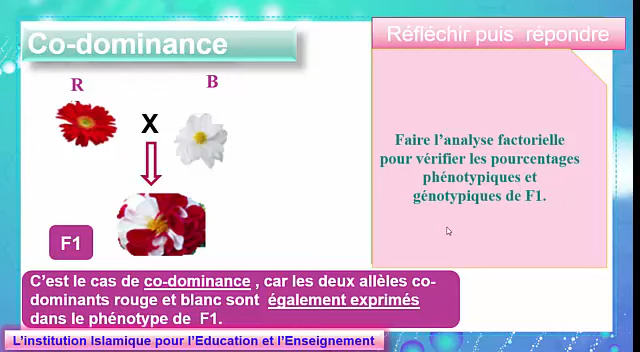 Co-dominance
Réfléchir puis répondre
R
B
X
F1
Faire l’analyse factorielle
pour vérifier les pourcentages
phénotypiques et
génotypiques de F1.
C’est le cas de co-dominance , car les deux allèles co-
dominants rouge et blanc sont également exprimés
dans le phénotype de F1.
L’institution Islamique pour l’Education et l’Enseignement